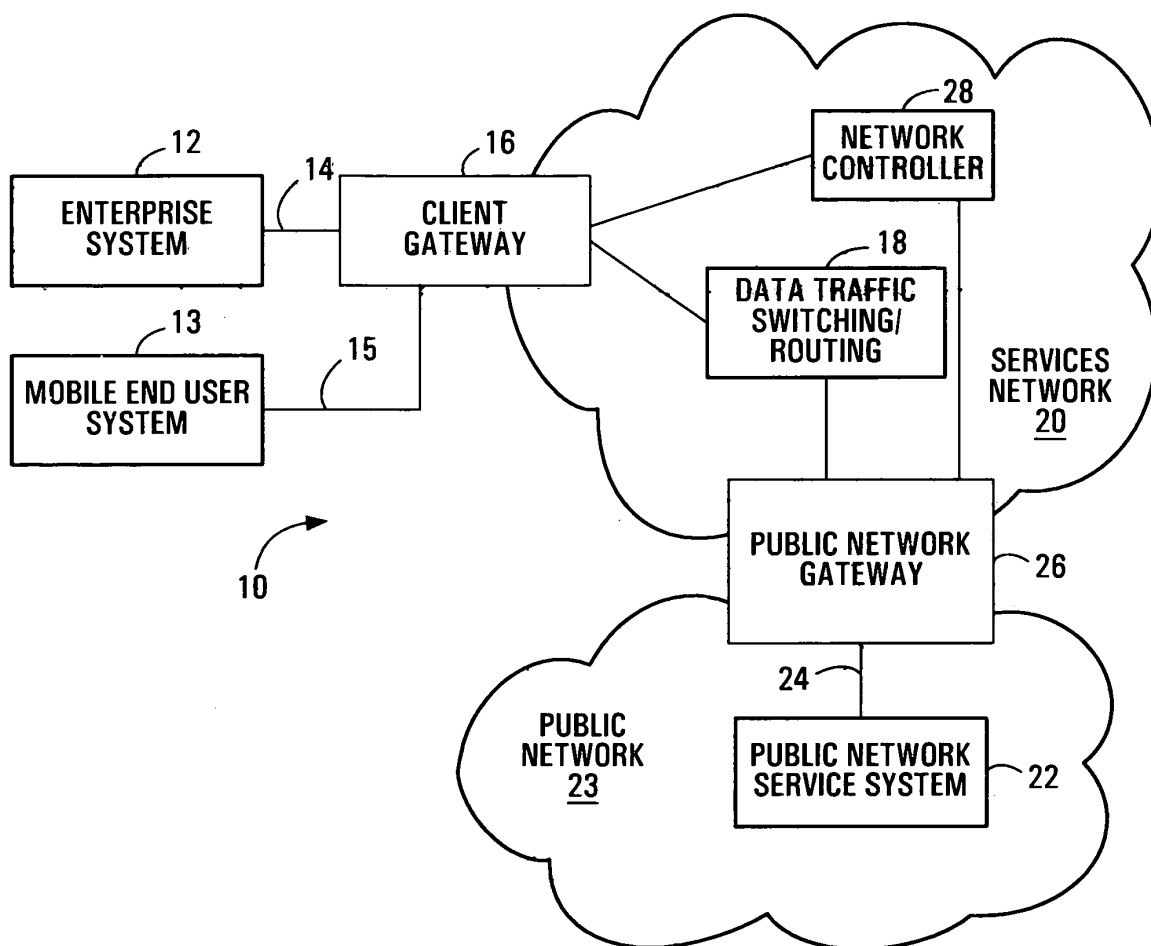 28
NETWORK
CONTROLLER
12
14
16
ENTERPRISE
SYSTEM
CLIENT
GATEWAY
18
DATA TRAFFIC
SWITCHING/
ROUTING
13
15
MOBILE END USER
SYSTEM
SERVICES
NETWORK
20
10
PUBLIC NETWORK
GATEWAY
26
24
PUBLIC
NETWORK
23
PUBLIC NETWORK
SERVICE SYSTEM
22